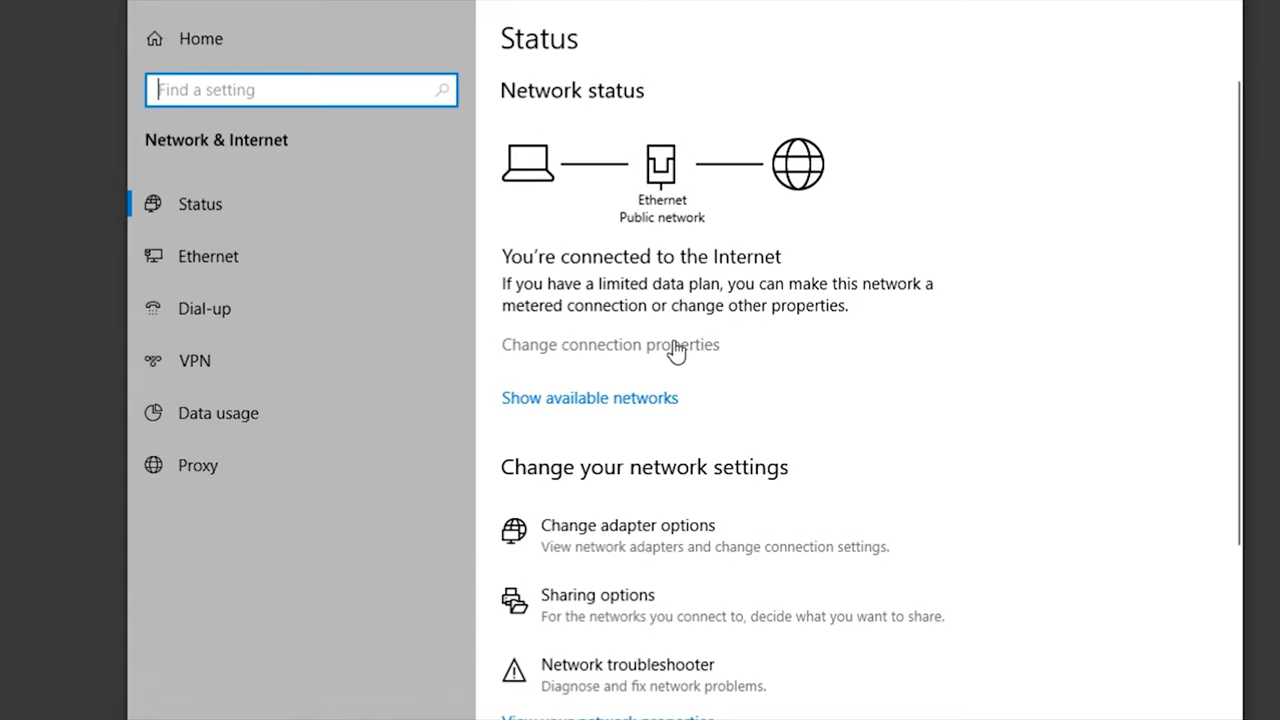 Home
Find a setting
Network & Internet
Status
Ethernet
Dial-up
VPN
Data usage
Proxy
Status
Network status
Ethernet
Public network
You’re connected to the Internet
If you have a limited data plan, you can make this network a
metered connection or change other properties.
Change connection properties
Show available networks
Change your network settings
Change adapter options
View network adapters and change connection settings.
Sharing options
For the networks you connect to, decide what you want to share.
Network troubleshooter
Diagnose and fix network problems.
View your network properties